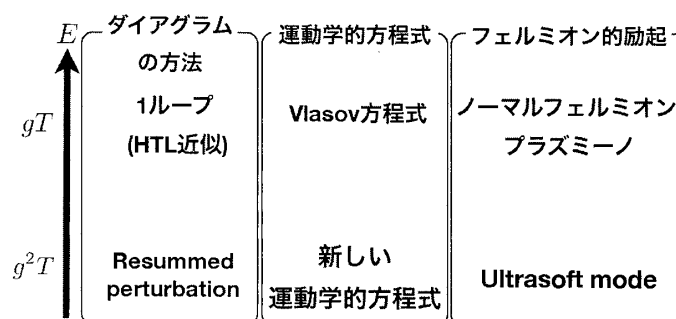 E
gT
g²T
ダイアグラム
の方法
1ループ
(HTL近似)
Resummed
perturbation
運動学的方程式
Vlasov方程式
新しい
運動学的方程式
フェルミオン的励起
ノーマルフェルミオン
プラズミーノ
Ultrasoft mode